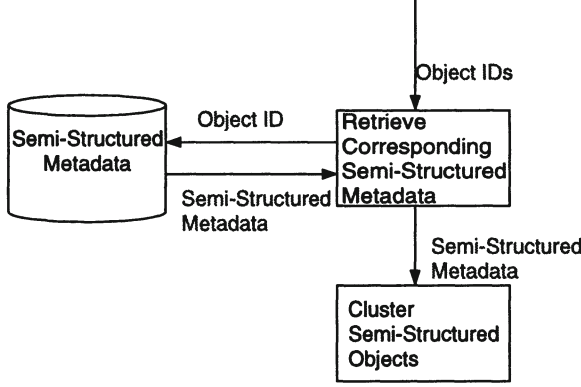 Object IDs
Object ID
Semi-Structured
Metadata
Semi-Structured
Metadata
Retrieve
Corresponding
Semi-Structured
Metadata
Semi-Structured
Metadata
Cluster
Semi-Structured
Objects